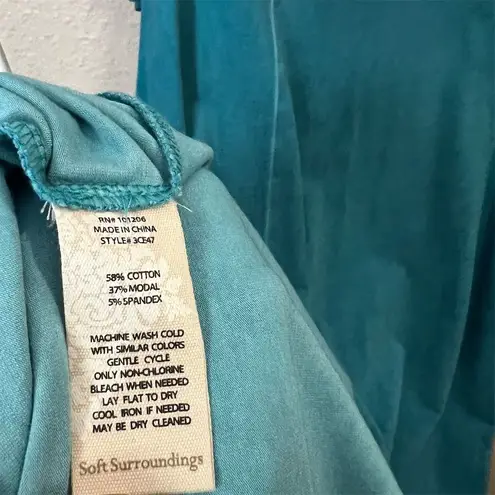 RN# 101206
MADE IN CHINA
STYLE# 3CE47
58% COTTON
37% MODAL
5% SPANDEX
MACHINE WASH COLD
WITH SIMILAR COLORS
GENTLE CYCLE
ONLY NON-CHLORINE
BLEACH WHEN NEEDED
LAY FLAT TO DRY
COOL IRON IF NEEDED
MAY BE DRY CLEANED
Soft Surroundings